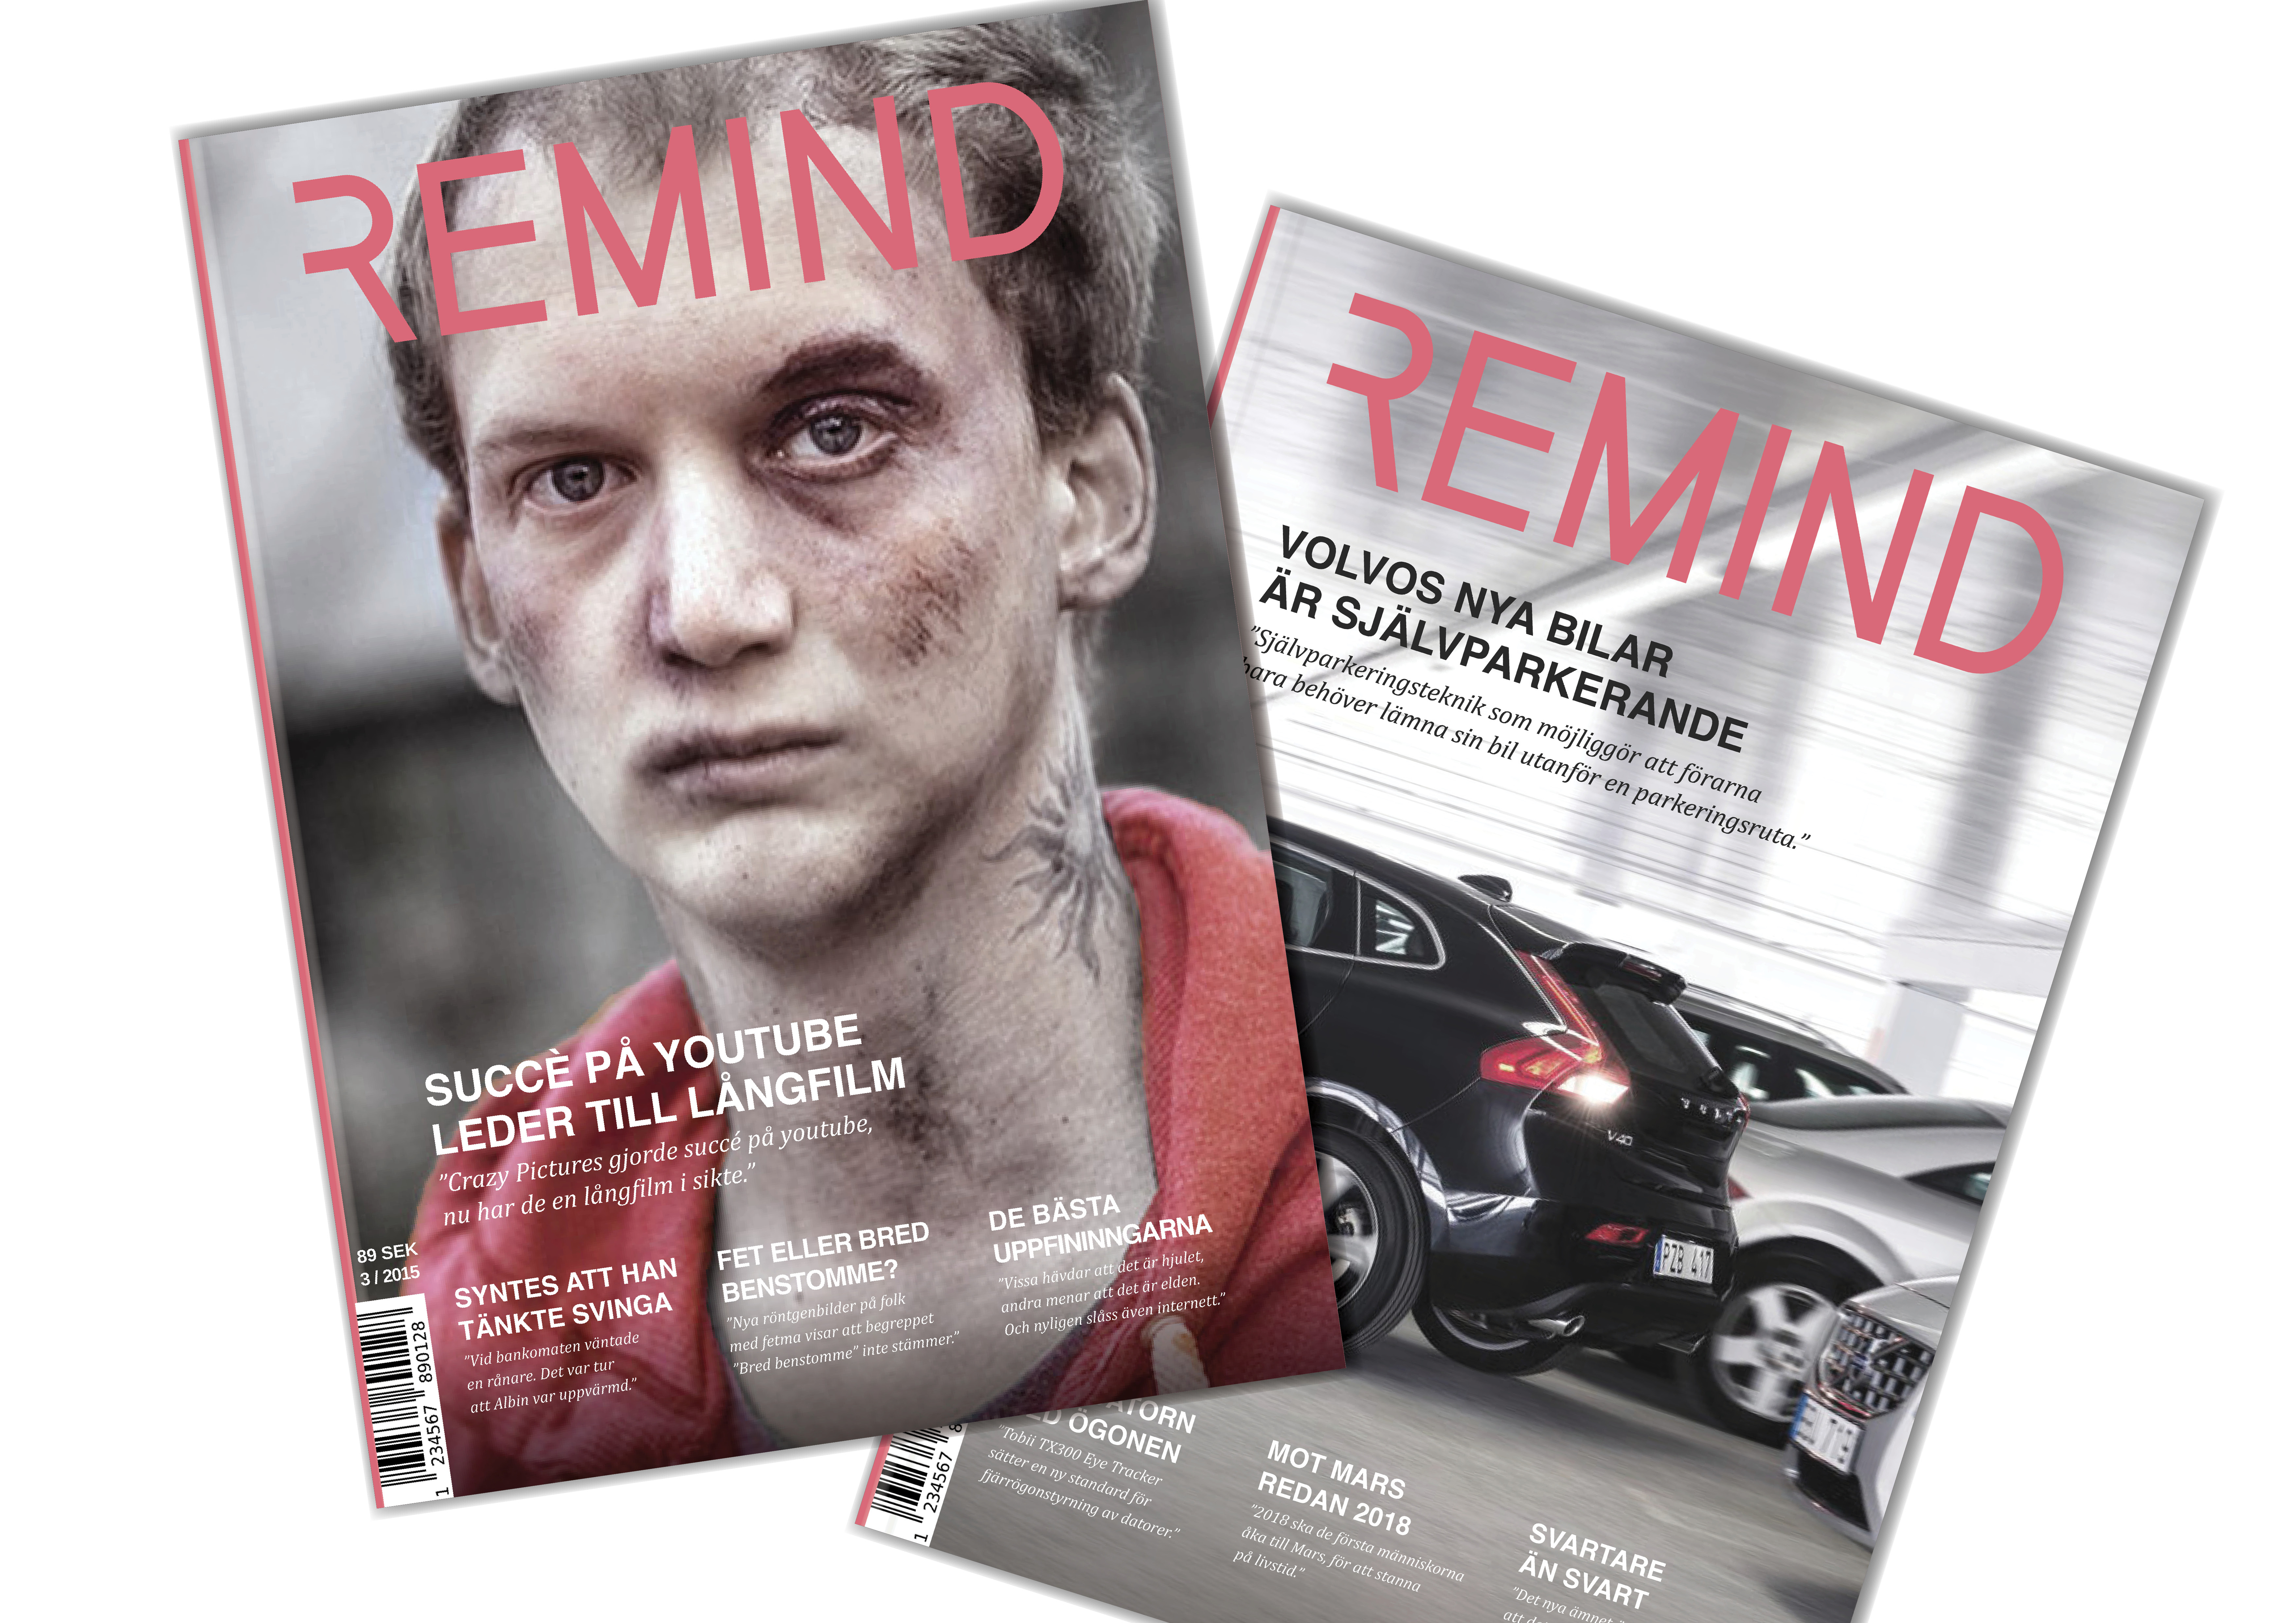 REMIND
SUCCÈ PÅ YOUTUBE
LEDER TILL LÅNGFILM
"Crazy Pictures gjorde succé på youtube,
nu har de en långfilm i sikte."
89 SEK
3 / 2015
1 234567 890128
SYNTES ATT HAN
TÄNKTE SVINGA
"Vid bankomaten väntade
en rånare. Det var tur
att Albin var uppvärmd."
FET ELLER BRED
BENSTOMME?
"Nya röntgenbilder på folk
med fetma visar att begreppet
"Bred benstomme" inte stämmer."
DE BÄSTA
UPPFININNGARNA
"Vissa hävdar att det är hjulet,
andra menar att det är elden.
Och nyligen slåss även internett."
REMIND
VOLVOS NYA BILAR
ÄR SJÄLVPARKERANDE
"Självparkeringsteknik som möjliggör att förarna
bara behöver lämna sin bil utanför en parkeringsruta."
V40
PZB 417
1 234567 8
ÖGONEN
"Tobii TX300 Eye Tracker
sätter en ny standard för
fjärrögonstyrning av datorer."
MOT MARS
REDAN 2018
"2018 ska de första människorna
åka till Mars, för att stanna
på livstid."
SVARTARE
ÄN SVART
"Det nya ämnet
att